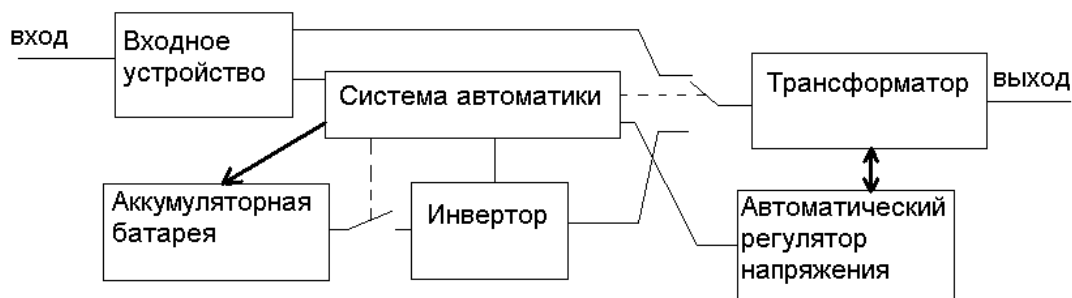 вход
Входное
устройство
Система автоматики
Трансформатор
выход
Аккумуляторная
батарея
Инвертор
Автоматический
регулятор
напряжения